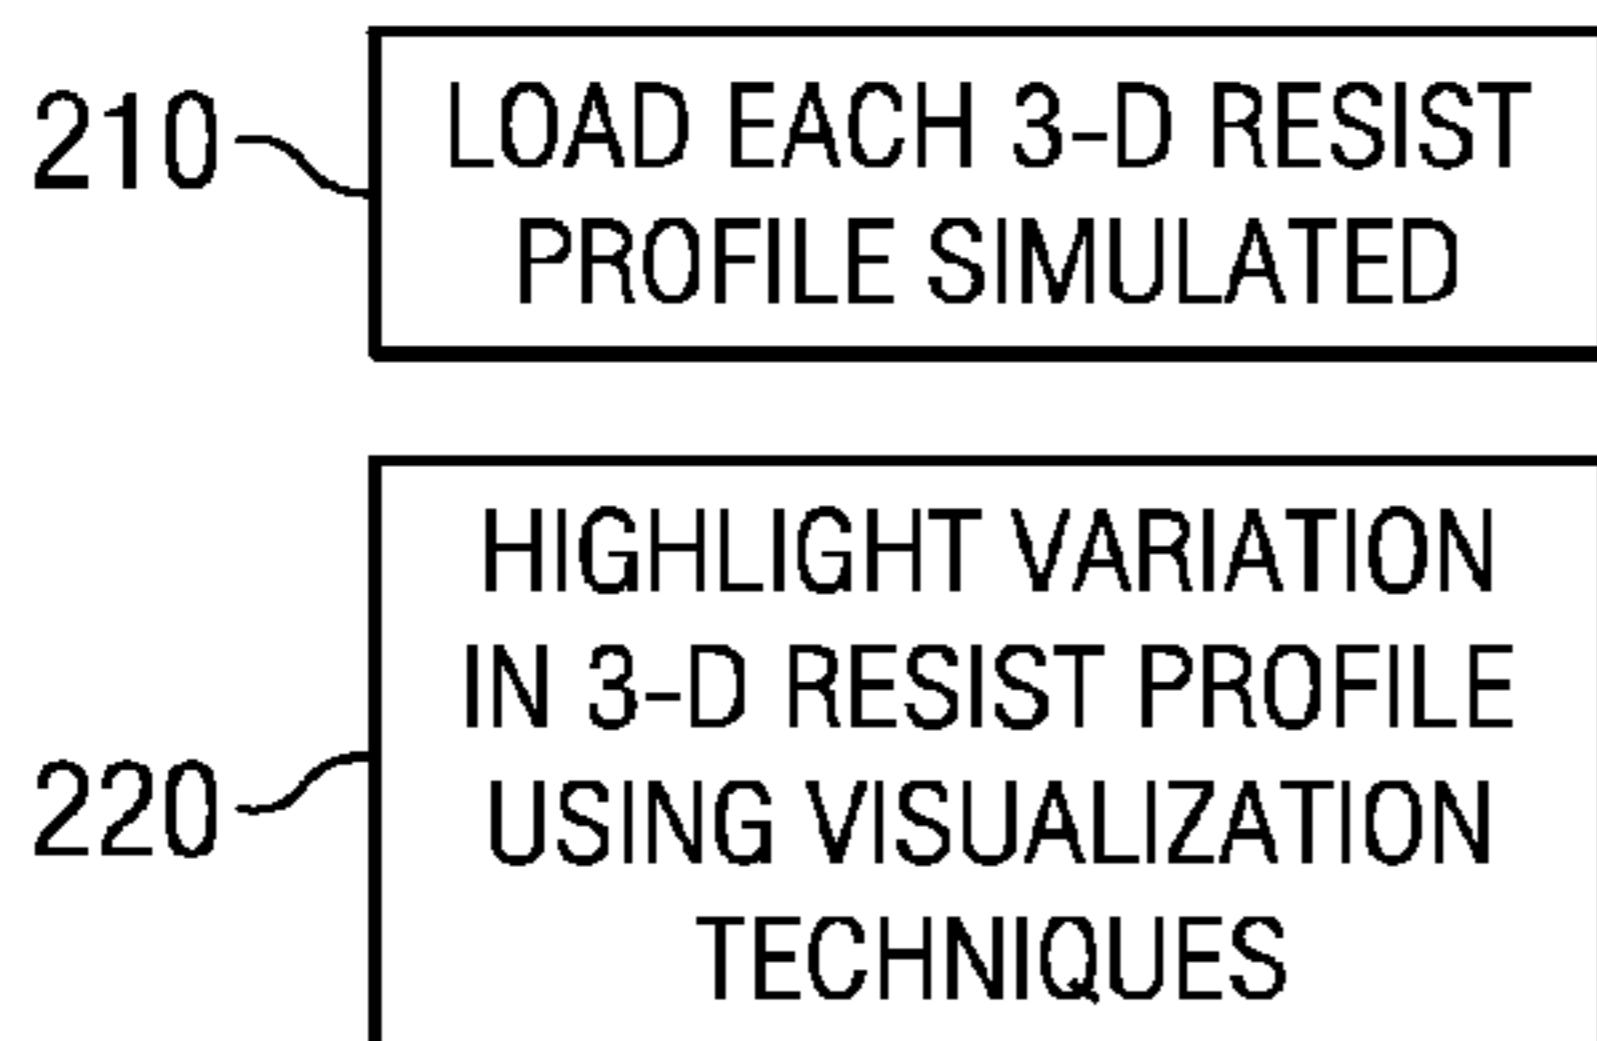 210
LOAD EACH 3-D RESIST
PROFILE SIMULATED
220
HIGHLIGHT VARIATION
IN 3-D RESIST PROFILE
USING VISUALIZATION
TECHNIQUES